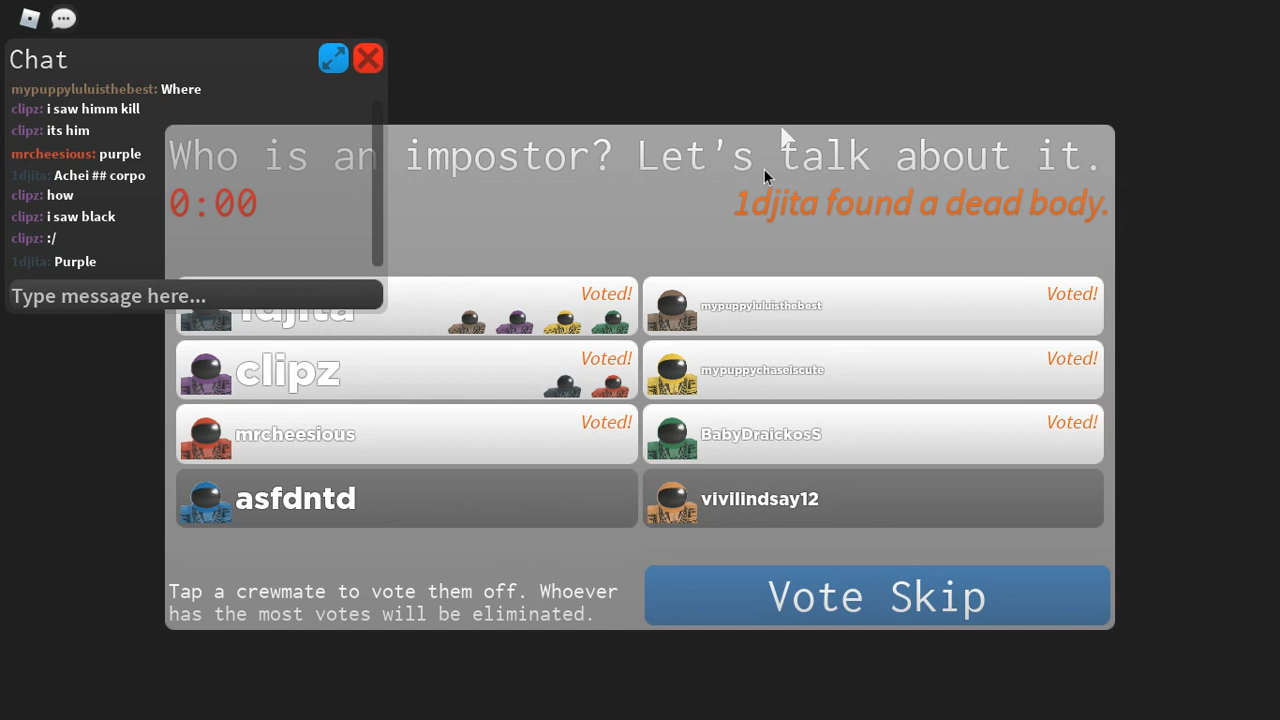 Chat
mypuppyluluisthebest: Where
clipz: i saw himm kill
clipz: its him
mrcheesious: purple
1djita: Achei ## corpo
clipz: how
clipz: i saw black
clipz: :/
1djita: Purple
Type message here...
Who is an impostor? Let's talk about it.
0:00
1djita found a dead body.
1djita
Voted!
mypuppyluluisthebest
Voted!
clipz
Voted!
mypuppychaseiscute
Voted!
mrcheesious
Voted!
BabyDraickosS
Voted!
asfdntd
vivilindsay12
Tap a crewmate to vote them off. Whoever
has the most votes will be eliminated.
Vote Skip